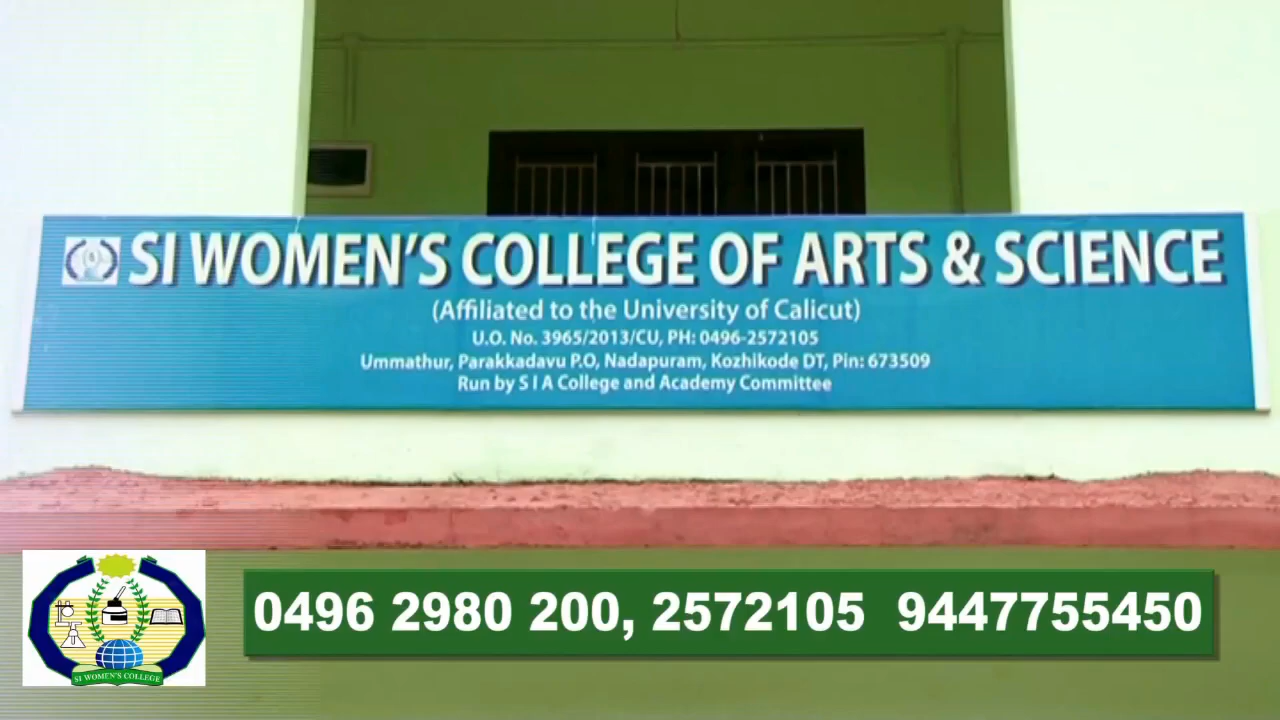 SI WOMEN'S COLLEGE OF ARTS & SCIENCE
(Affiliated to the University of Calicut)
U.O. No. 3965/2013/CU, PH: 0496-2572105
Ummathur, Parakkadavu P.O, Nadapuram, Kozhikode DT, Pin: 673509
Run by S I A College and Academy Committee
0496 2980 200, 2572105 9447755450
SI WOMEN'S COLLEGE